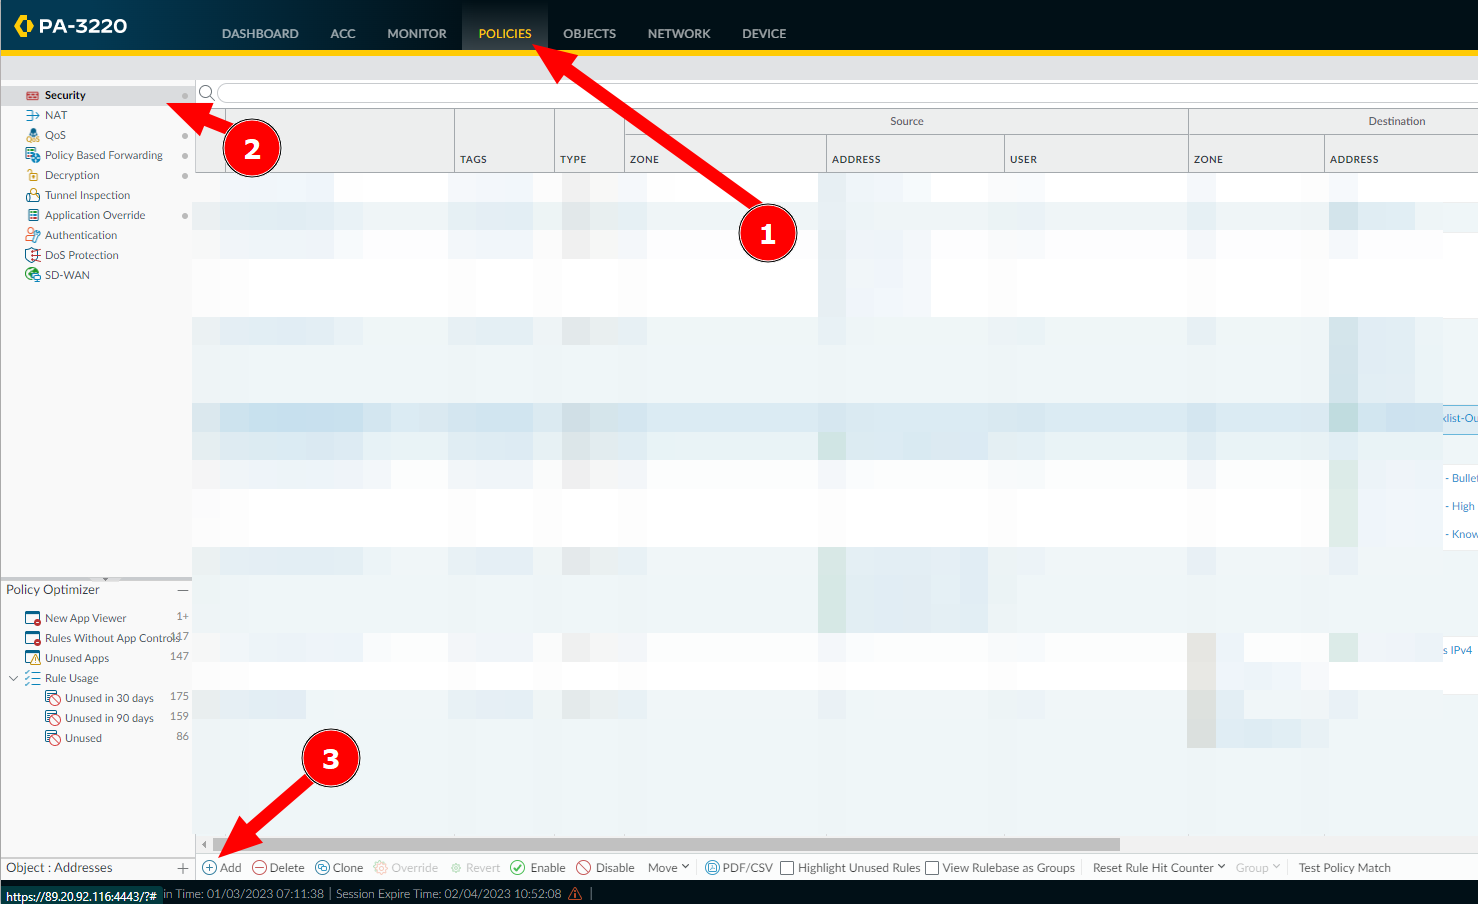 PA-3220
DASHBOARD ACC MONITOR POLICIES OBJECTS NETWORK DEVICE
1
Security
NAT
QoS
Policy Based Forwarding
Decryption
Tunnel Inspection
Application Override
Authentication
DoS Protection
SD-WAN
2
Source Destination
TAGS TYPE ZONE ADDRESS USER ZONE ADDRESS
klist-Ou
- Bullet
- High
- Know
s IPv4
Policy Optimizer
New App Viewer 1+
Rules Without App Controls 117
Unused Apps 147
Rule Usage
Unused in 30 days 175
Unused in 90 days 159
Unused 86
3
Object : Addresses
Add Delete Clone Override Revert Enable Disable Move PDF/CSV Highlight Unused Rules View Rulebase as Groups Reset Rule Hit Counter Group Test Policy Match
https://89.20.92.116:4443/?# in Time: 01/03/2023 07:11:38 | Session Expire Time: 02/04/2023 10:52:08 |